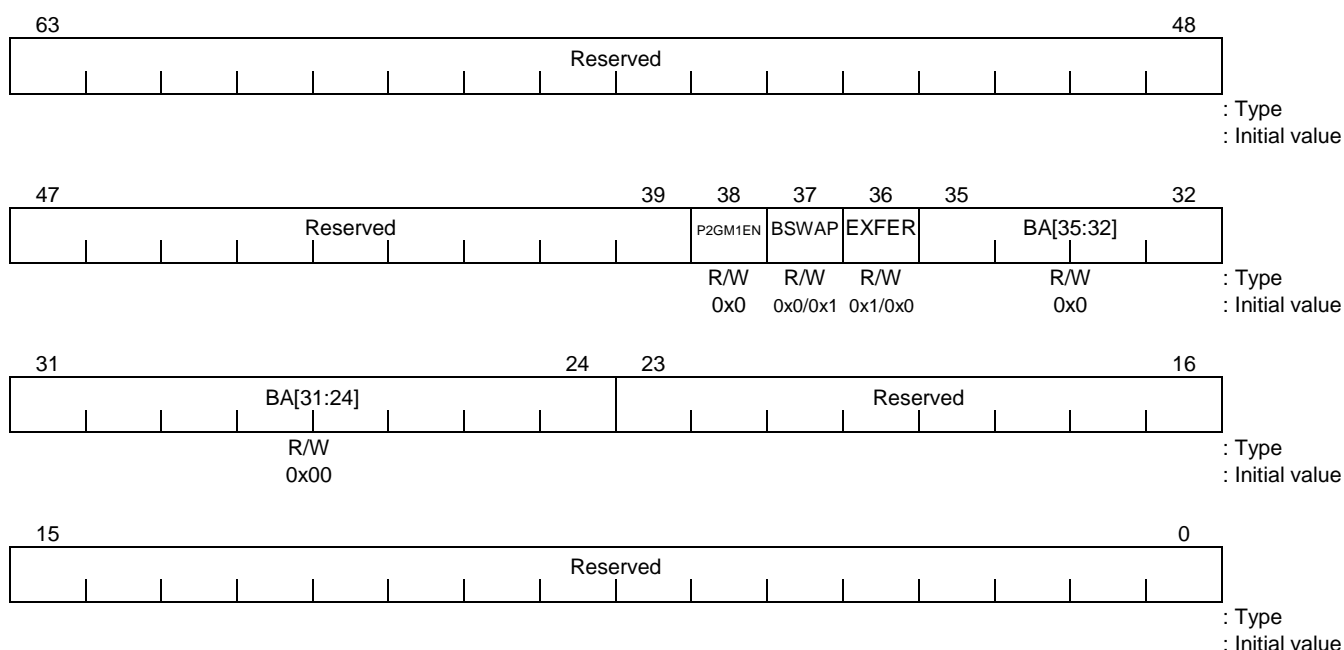 63 48
Reserved
: Type
: Initial value
47 39 38 37 36 35 32
Reserved P2GM1EN BSWAP EXFER BA[35:32]
R/W R/W R/W R/W : Type
0x0 0x0/0x1 0x1/0x0 0x0 : Initial value
31 24 23 16
BA[31:24] Reserved
R/W : Type
0x00 : Initial value
15 0
Reserved
: Type
: Initial value